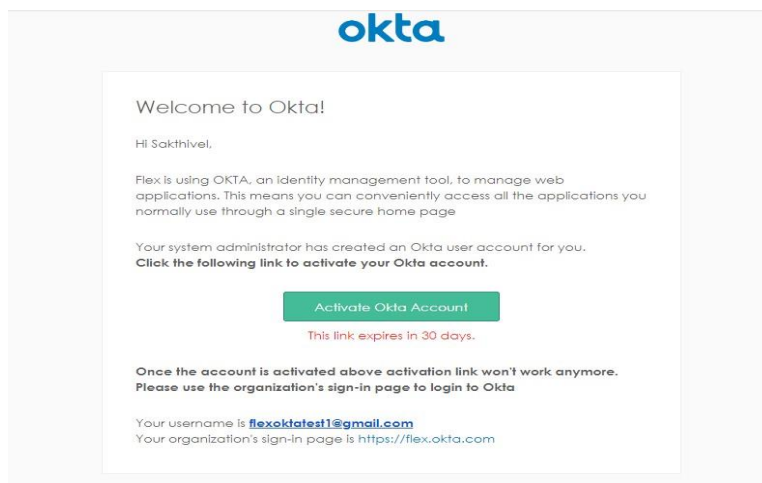 okta
Welcome to Okta!
Hi Sakthivel,
Flex is using OKTA, an identity management tool, to manage web
applications. This means you can conveniently access all the applications you
normally use through a single secure home page
Your system administrator has created an Okta user account for you.
Click the following link to activate your Okta account.
Activate Okta Account
This link expires in 30 days.
Once the account is activated above activation link won't work anymore.
Please use the organization's sign-in page to login to Okta
Your username is flexoktatest1@gmail.com
Your organization's sign-in page is https://flex.okta.com